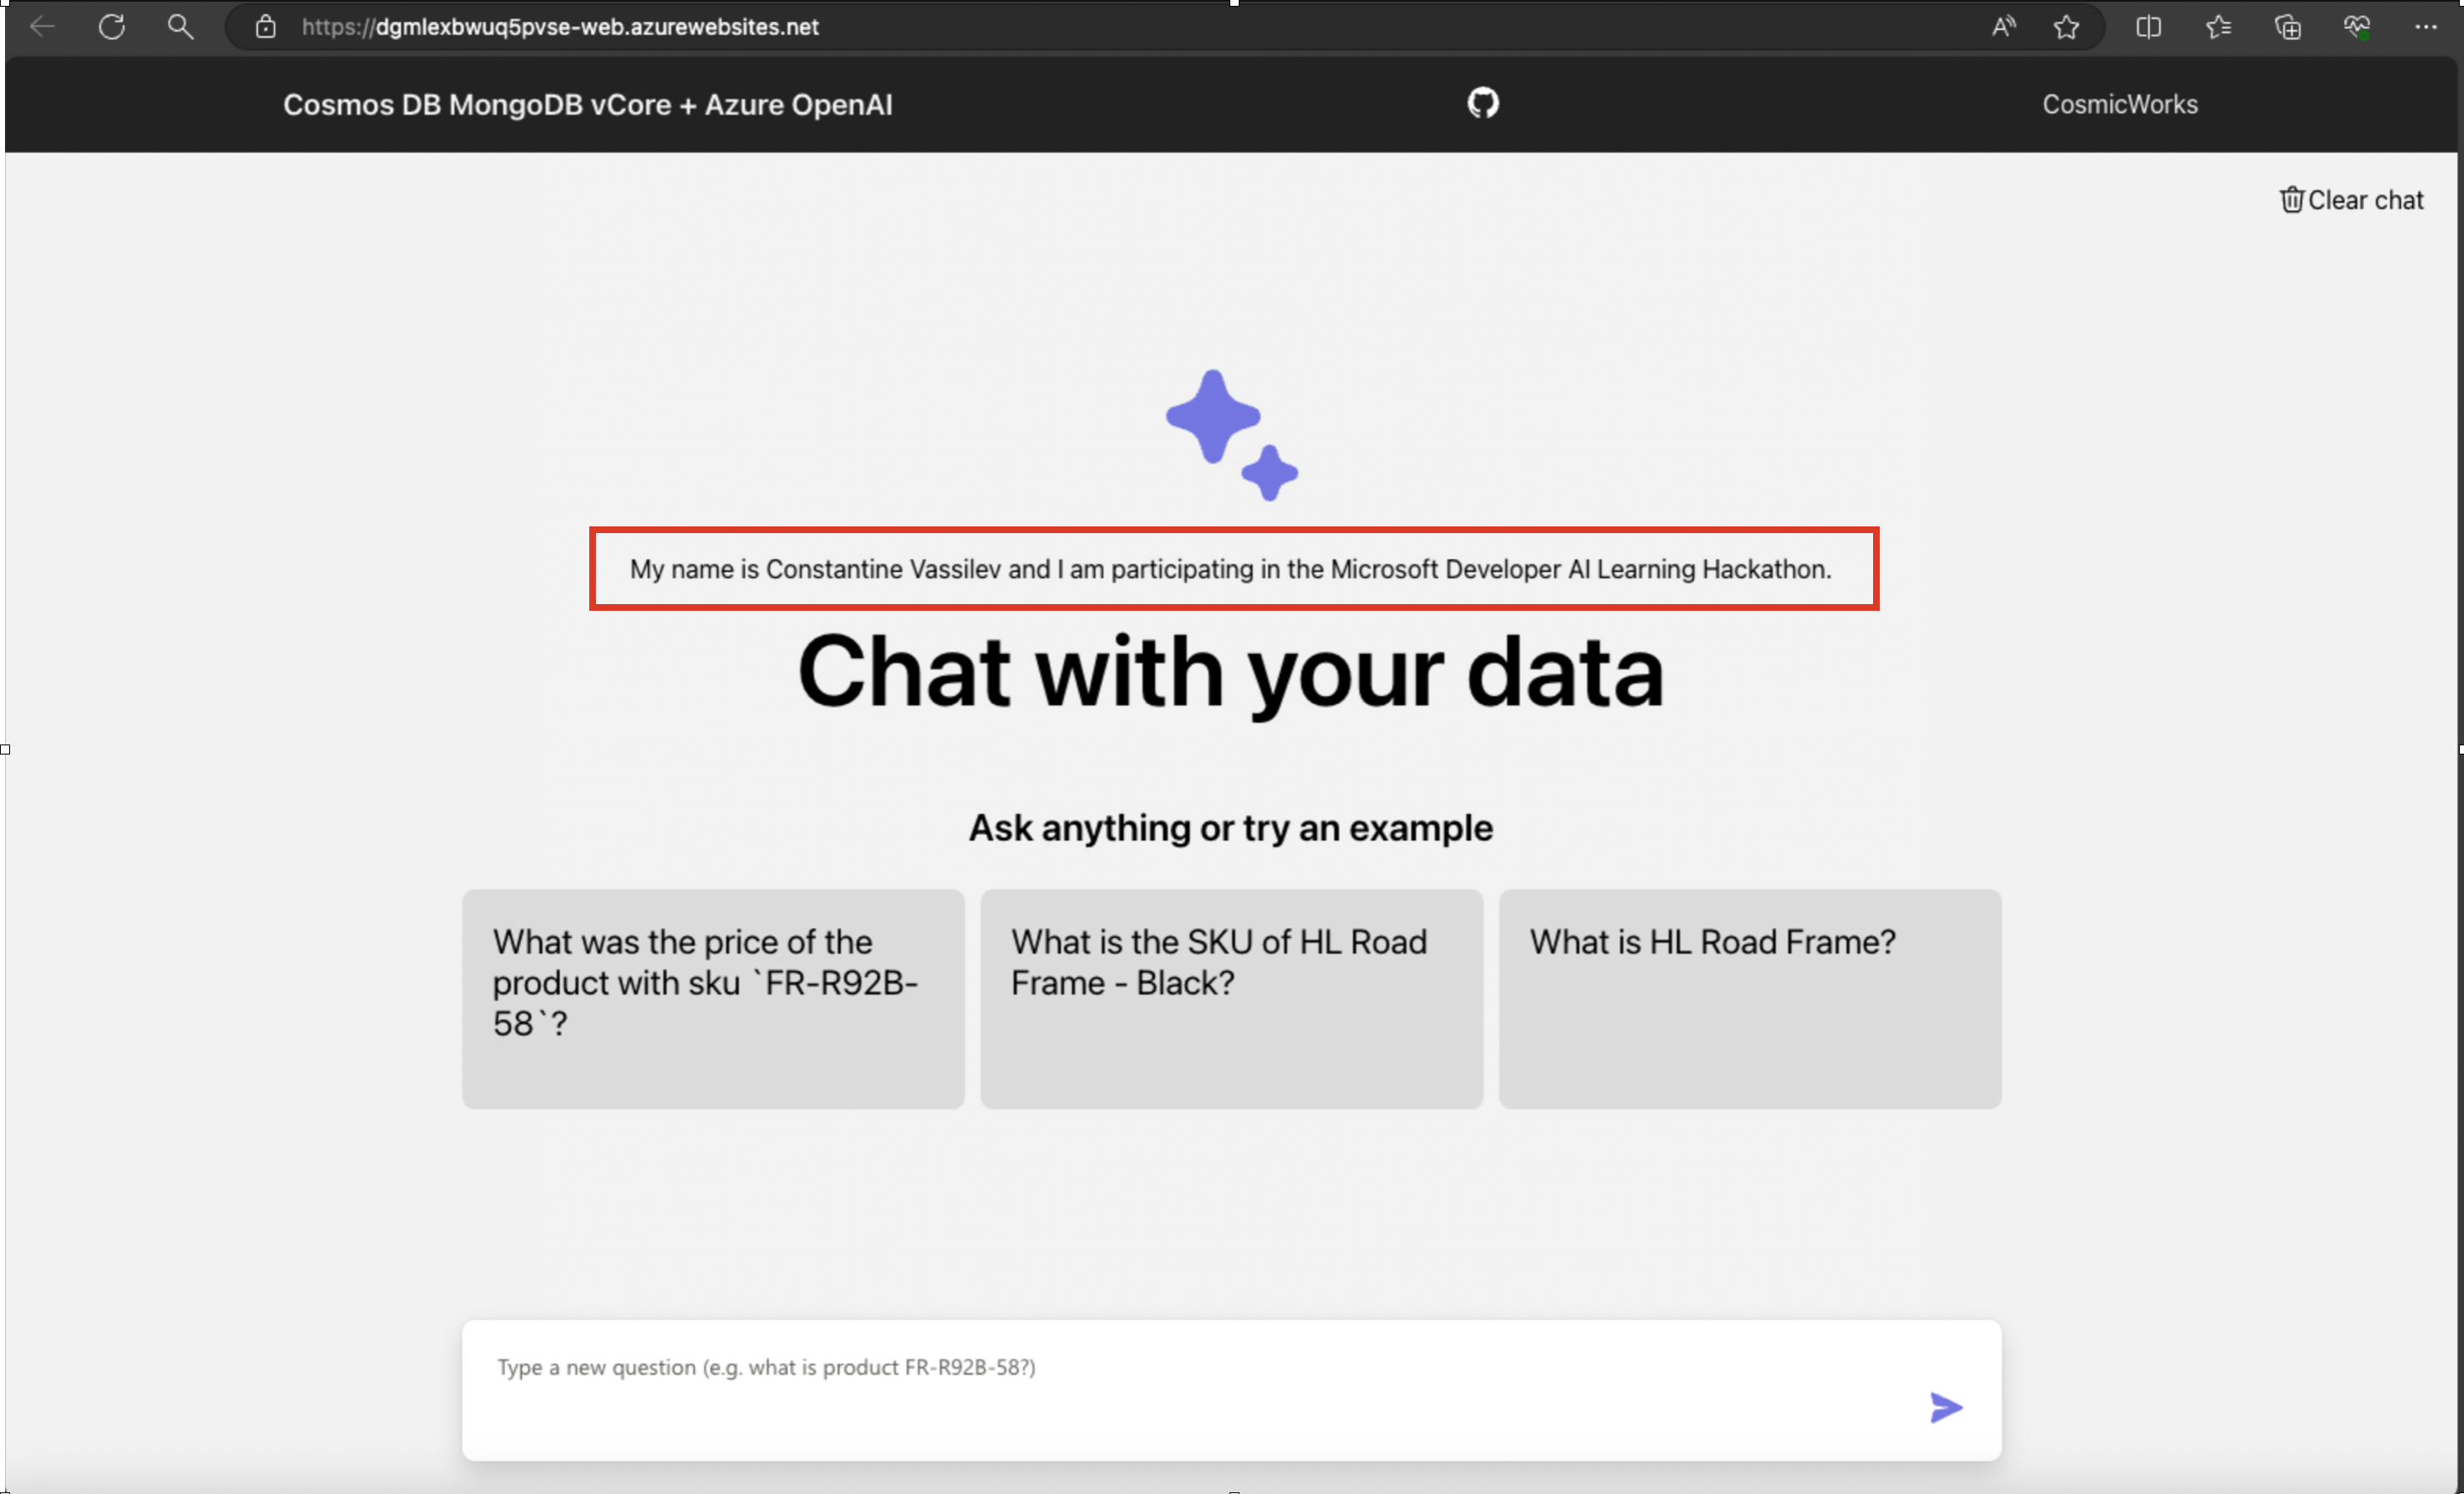 https://dgmlexbwuq5pvse-web.azurewebsites.net
Cosmos DB MongoDB vCore + Azure OpenAI
CosmicWorks
Clear chat
My name is Constantine Vassilev and I am participating in the Microsoft Developer AI Learning Hackathon.
Chat with your data
Ask anything or try an example
What was the price of the
product with sku `FR-R92B-
58`?
What is the SKU of HL Road
Frame - Black?
What is HL Road Frame?
Type a new question (e.g. what is product FR-R92B-58?)